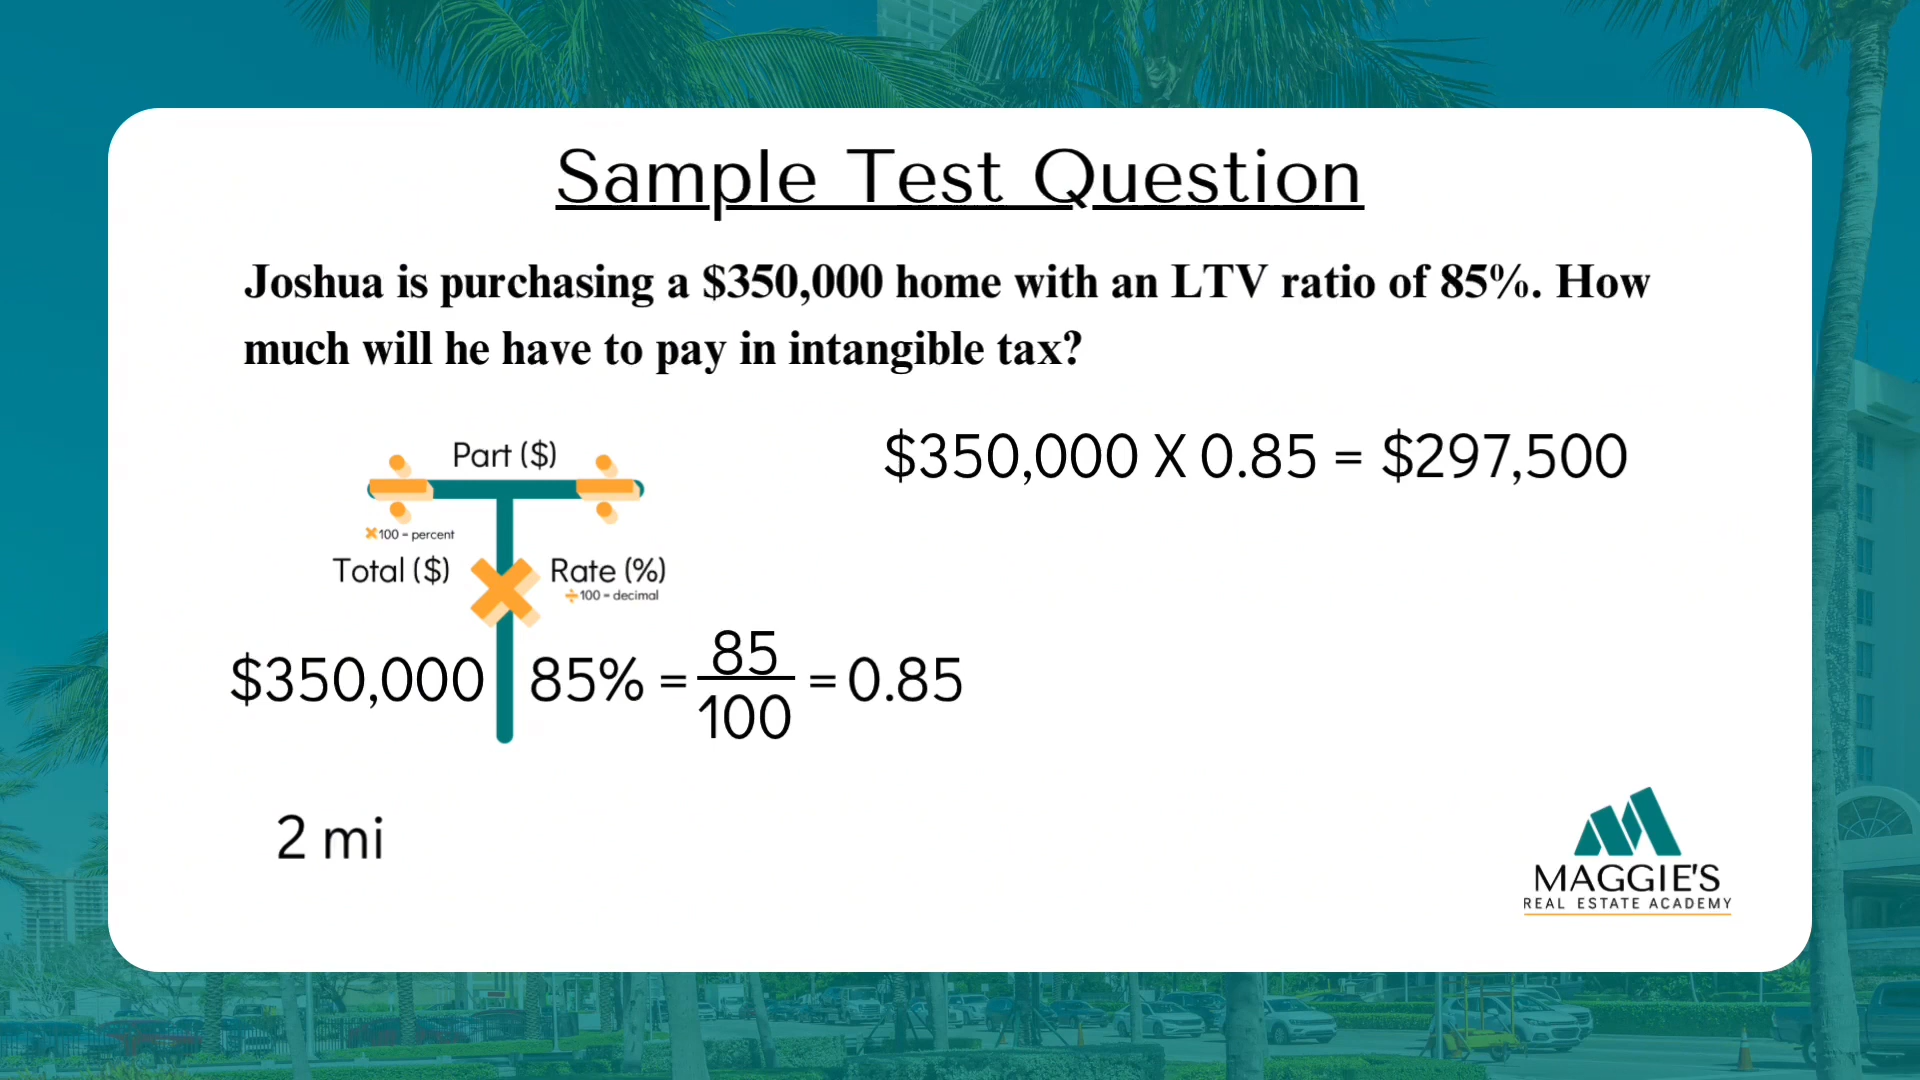 Sample Test Question
Joshua is purchasing a $350,000 home with an LTV ratio of 85%. How
much will he have to pay in intangible tax?
Part ($)
$350,000 X 0.85 = $297,500
×100 = percent
Total ($)
Rate (%)
÷100 = decimal
$350,000
85% = 85/100 = 0.85
2 mi
MAGGIE'S
REAL ESTATE ACADEMY